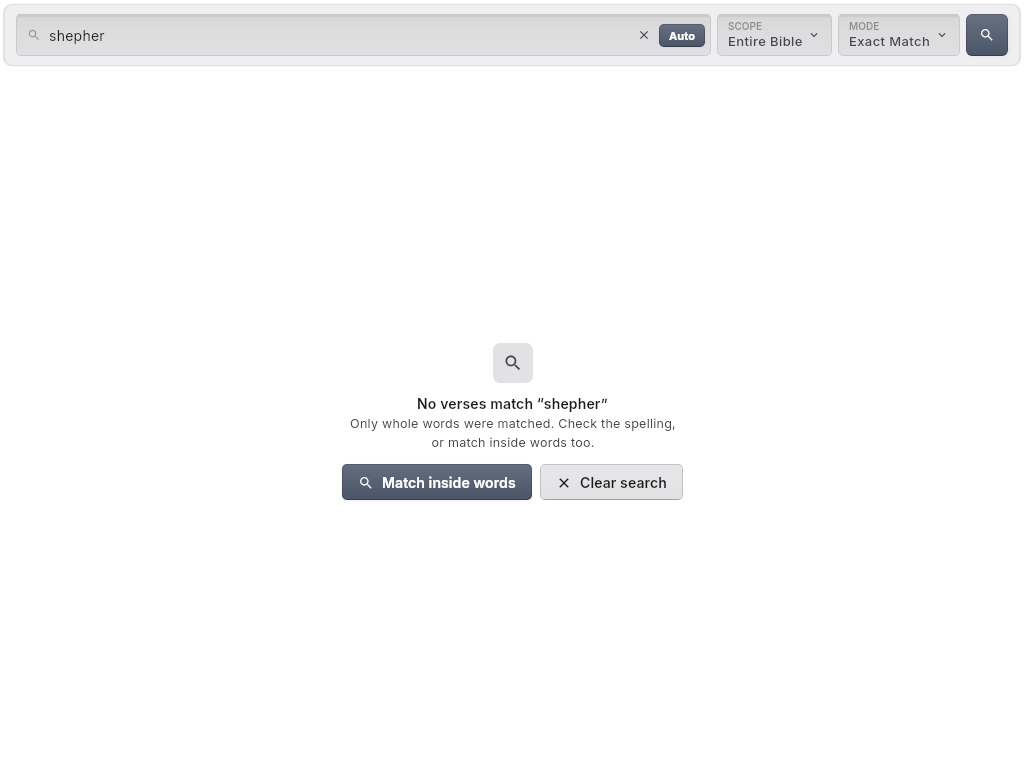 shepher
Auto
SCOPE
Entire Bible
MODE
Exact Match
No verses match “shepher”
Only whole words were matched. Check the spelling,
or match inside words too.
Match inside words
Clear search